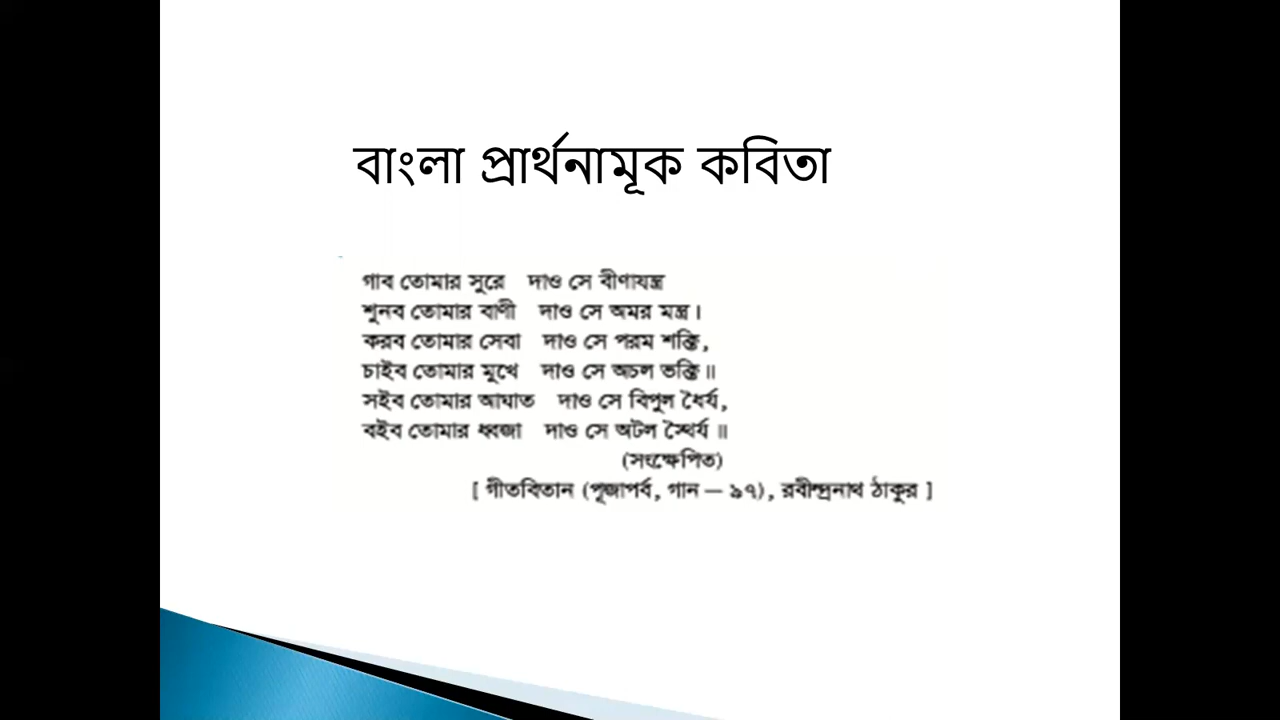 বাংলা প্রার্থনামূক কবিতা
গাব তোমার সুরে দাও সে বীণাযন্ত্র
শুনব তোমার বাণী দাও সে অমর মন্ত্র।
করব তোমার সেবা দাও সে পরম শক্তি,
চাইব তোমার মুখে দাও সে অচল ভক্তি॥
সইব তোমার আঘাত দাও সে বিপুল ধৈর্য,
বইব তোমার ধ্বজা দাও সে অটল স্থৈর্য॥
(সংক্ষেপিত)
[ গীতবিতান (পূজাপর্ব, গান — ৯৭), রবীন্দ্রনাথ ঠাকুর ]